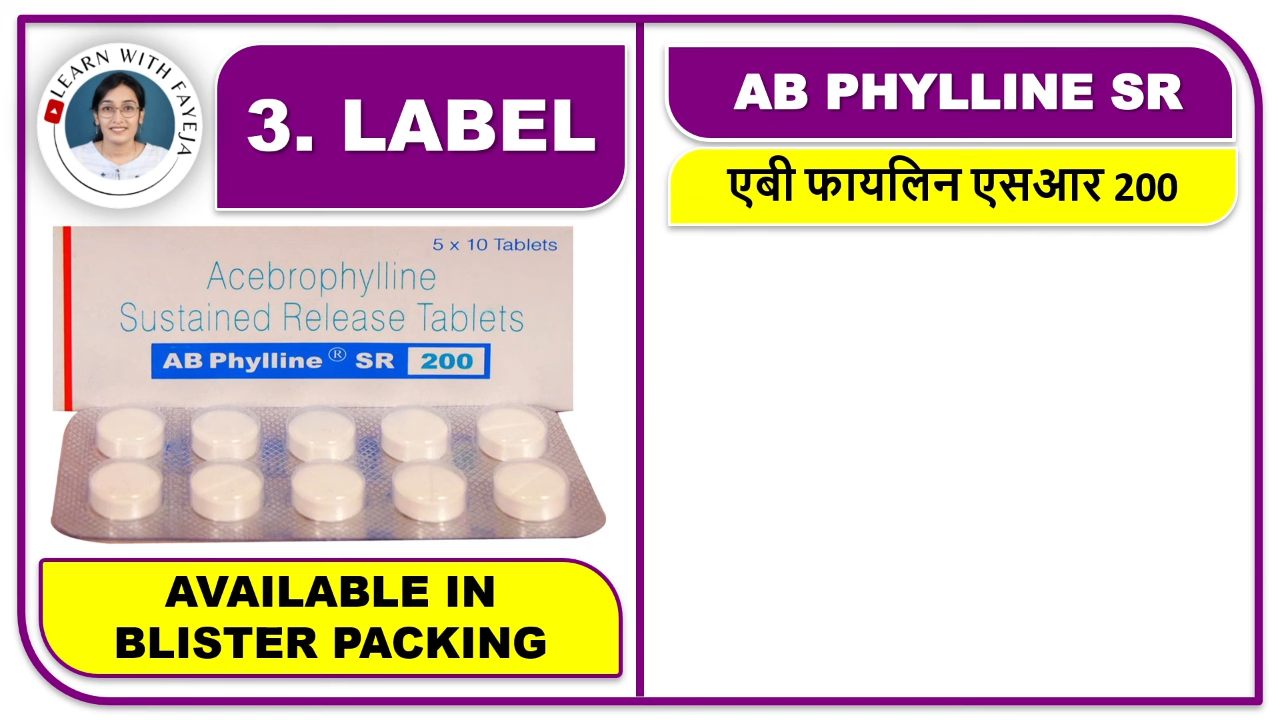 LEARN WITH FAYEJA
3. LABEL
5 x 10 Tablets
Acebrophylline
Sustained Release Tablets
AB Phylline ® SR 200
AVAILABLE IN
BLISTER PACKING
AB PHYLLINE SR
एबी फायलिन एसआर 200